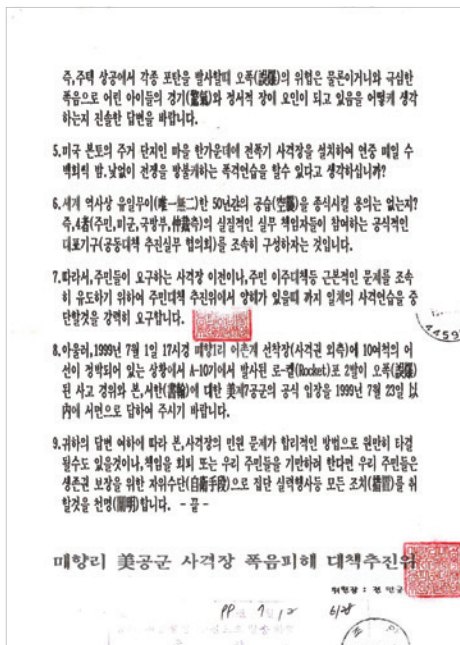 즉,주택 상공에서 각종 포탄을 발사할때 오폭(誤爆)의 위험은 물론이거니와 극심한
폭음으로 어린 아이들의 경기(驚氣)와 정서적 장애 요인이 되고 있음을 어떻게 생각
하는지 진솔한 답변을 바랍니다.
5.미국 본토의 주거 단지인 마을 한가운데에 전폭기 사격장을 설치하여 연중 매일 수
백회씩 밤.낮없이 전쟁을 방불케하는 폭격연습을 할수 있다고 생각하십니까?
6.세계 역사상 유일무이(唯一無二)한 50년간의 공습(空襲)을 종식시킬 용의는 없는지?
즉,4者(주민,미군,국방부,仲裁측)의 실질적인 실무 책임자들이 참여하는 공식적인
대표기구(공동대책 추진실무 협의회)를 조속히 구성하자는 것입니다.
7.따라서,주민들이 요구하는 사격장 이전이나,주민 이주대책등 근본적인 문제를 조속
히 유도하기 위하여 주민대책 추진위에서 양해가 있을때 까지 일체의 사격연습을 중
단할것을 강력히 요구합니다.
8.아울러,1999년 7월 1일 17시경 매향1리 어촌계 선착장(사격권 외측)에 10여척의 어
선이 정박되어 있는 상황에서 A-10기에서 발사된 로-켓(Rocket)포 2발이 오폭(誤爆)
된 사고 경위와 본,서한(書翰)에 대한 美제7공군의 공식 입장을 1999년 7월 23일 以
內에 서면으로 답하여 주시기 바랍니다.
9.귀하의 답변 여하에 따라 본,사격장의 민원 문제가 합리적인 방법으로 원만히 타결
될수도 있을것이나,책임을 회피 또는 우리 주민들을 기만하려 한다면 우리 주민들은
생존권 보장을 위한 자위수단(自衛手段)으로 집단 실력행사등 모든 조치(措置)를 취
할것을 천명(闡明)합니다. - 끝 -
매향리 美공군 사격장 폭음피해 대책추진위
위원장 : 전 만규